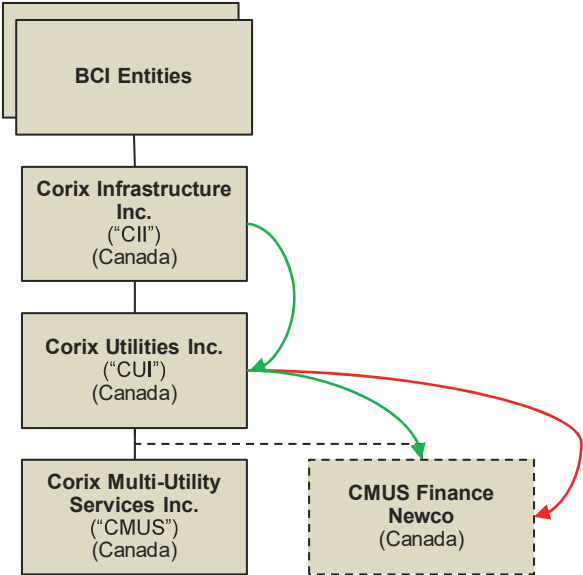 BCI Entities
Corix Infrastructure
Inc.
(“CII”)
(Canada)
Corix Utilities Inc.
(“CUI”)
(Canada)
Corix Multi-Utility
Services Inc.
(“CMUS”)
(Canada)
CMUS Finance
Newco
(Canada)